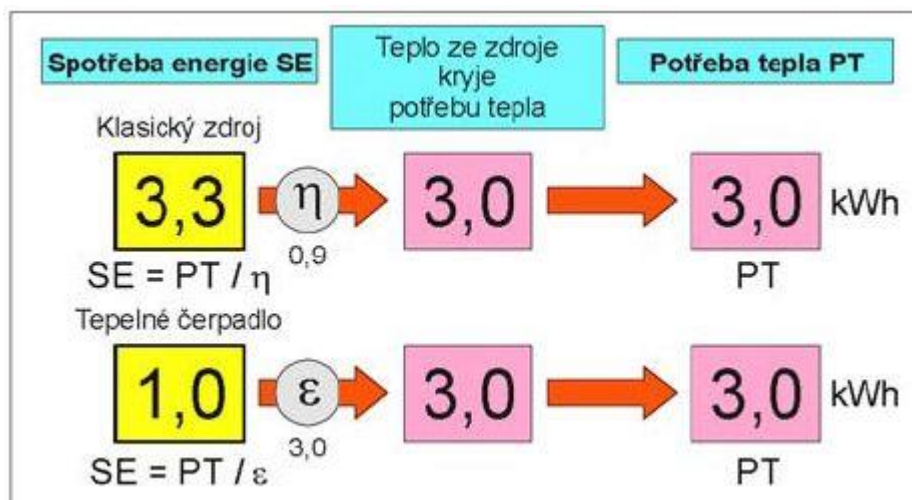 Spotřeba energie SE
Teplo ze zdroje
kryje
potřebu tepla
Potřeba tepla PT
Klasický zdroj
3,3
η
0,9
3,0
3,0
kWh
SE = PT / η
PT
Tepelné čerpadlo
1,0
ε
3,0
3,0
3,0
kWh
SE = PT / ε
PT